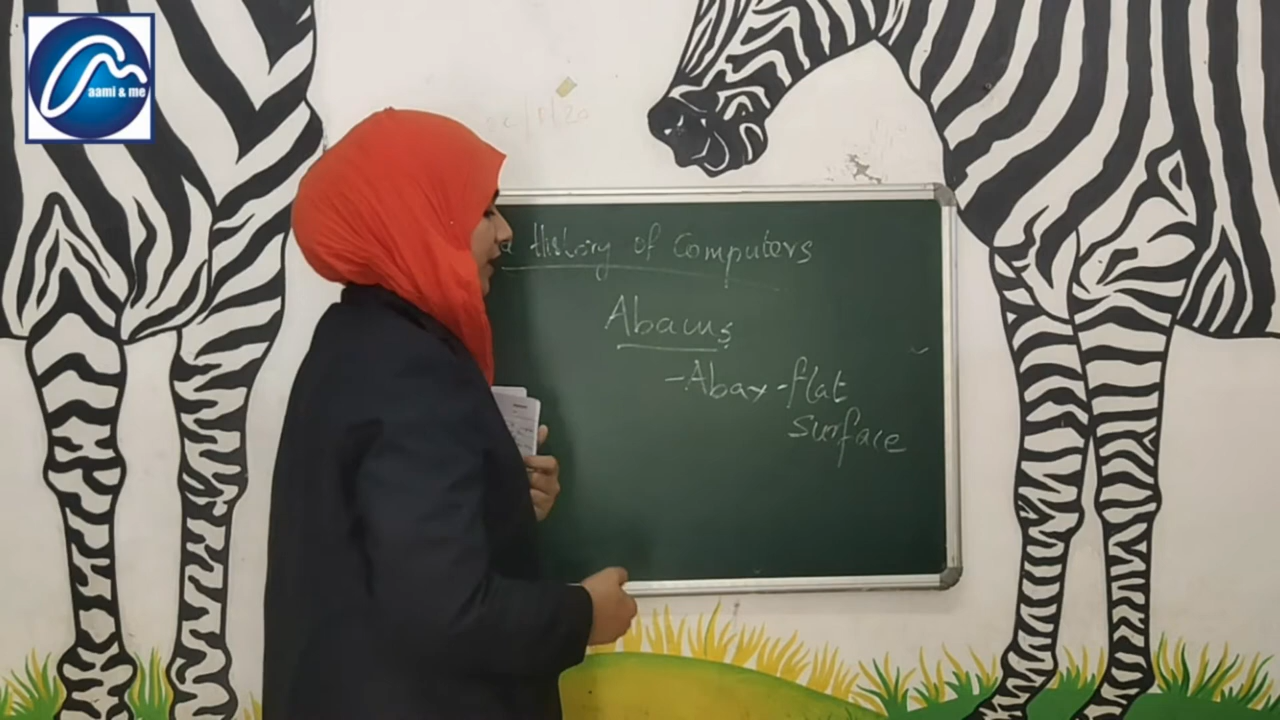 aami & me
History of Computers
Abacus
-Abax-flat
surface